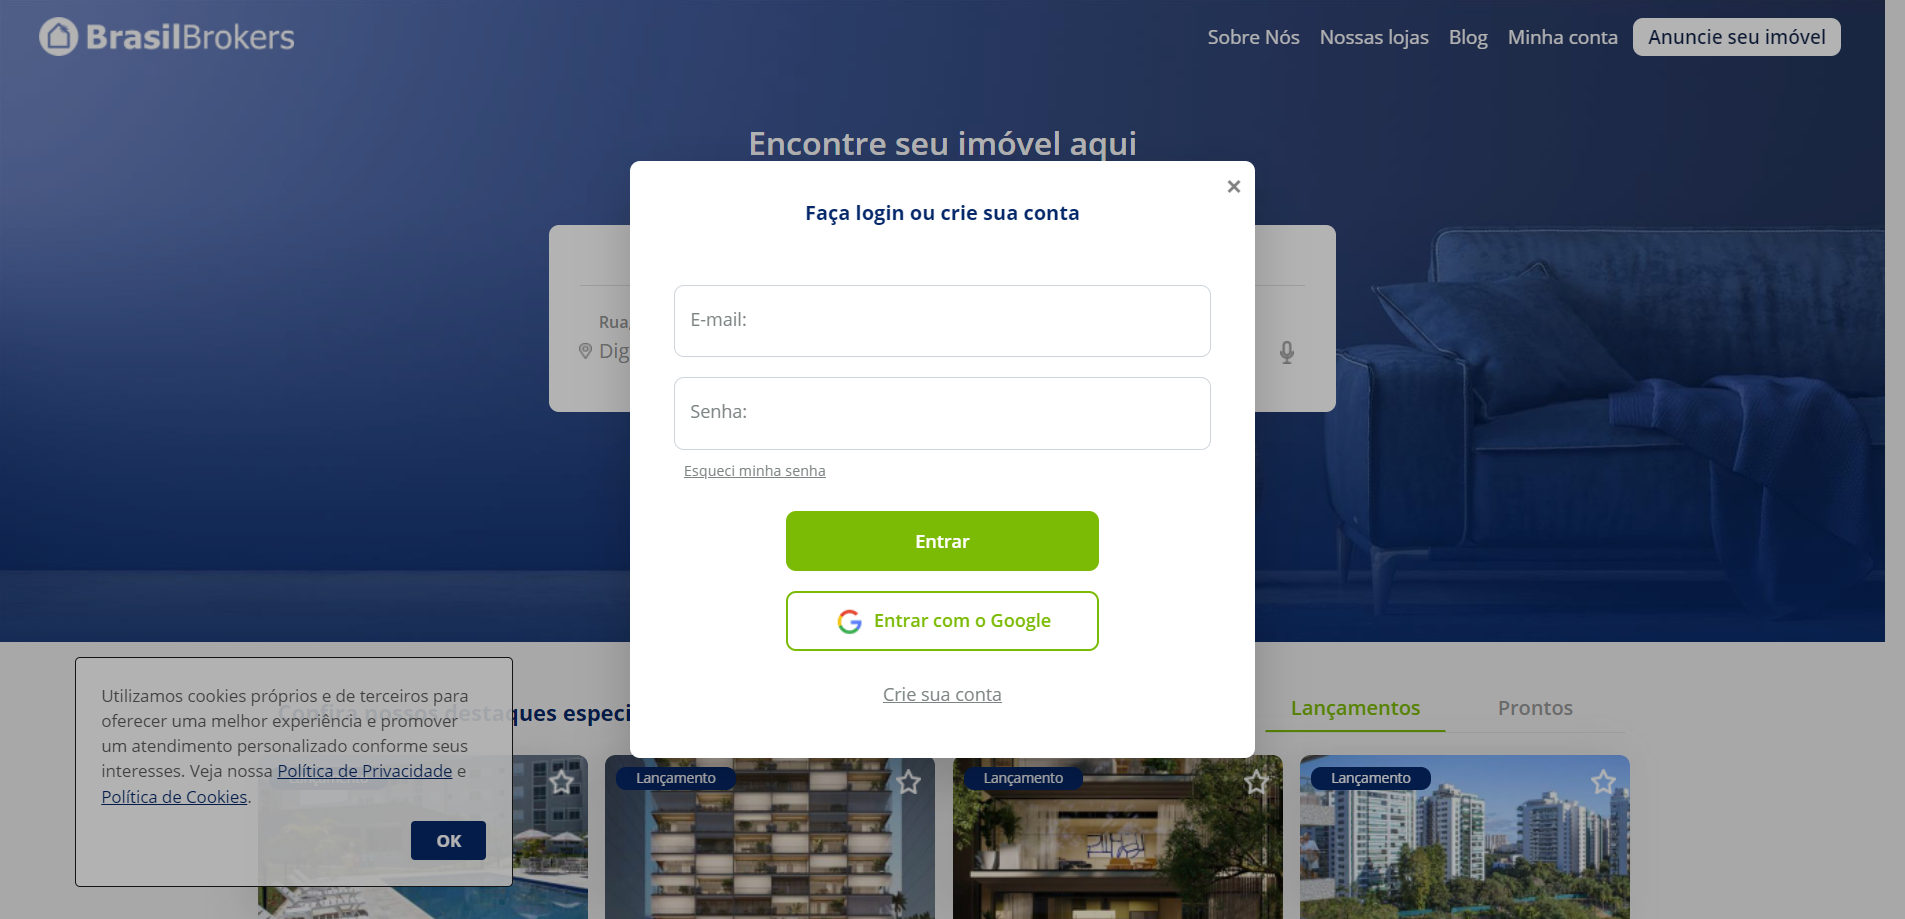 BrasilBrokers
Sobre Nós Nossas lojas Blog Minha conta Anuncie seu imóvel
Encontre seu imóvel aqui
Faça login ou crie sua conta
Rua,
Dig
E-mail:
Senha:
Esqueci minha senha
Entrar
Entrar com o Google
Crie sua conta
Confira nossos destaques especi
Lançamentos Prontos
Utilizamos cookies próprios e de terceiros para
oferecer uma melhor experiência e promover
um atendimento personalizado conforme seus
interesses. Veja nossa Política de Privacidade e
Política de Cookies.
OK
Lançamento
Lançamento
Lançamento
Lançamento